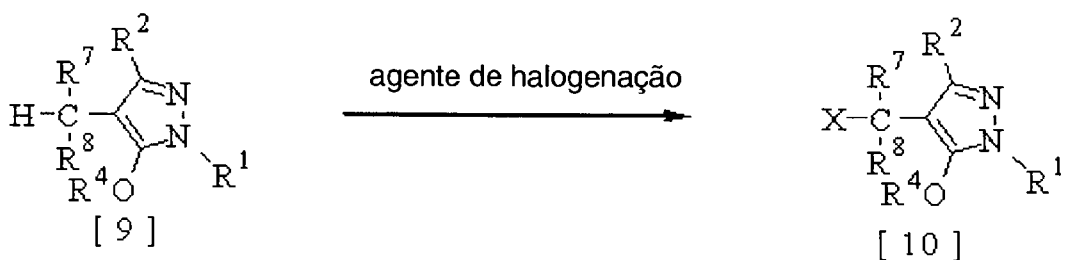 R² R²
R⁷ agente de halogenação R⁷
H-C N X-C N
N N
R⁸ R¹ R⁸ R¹
R⁴O R⁴O
[ 9 ] [ 10 ]